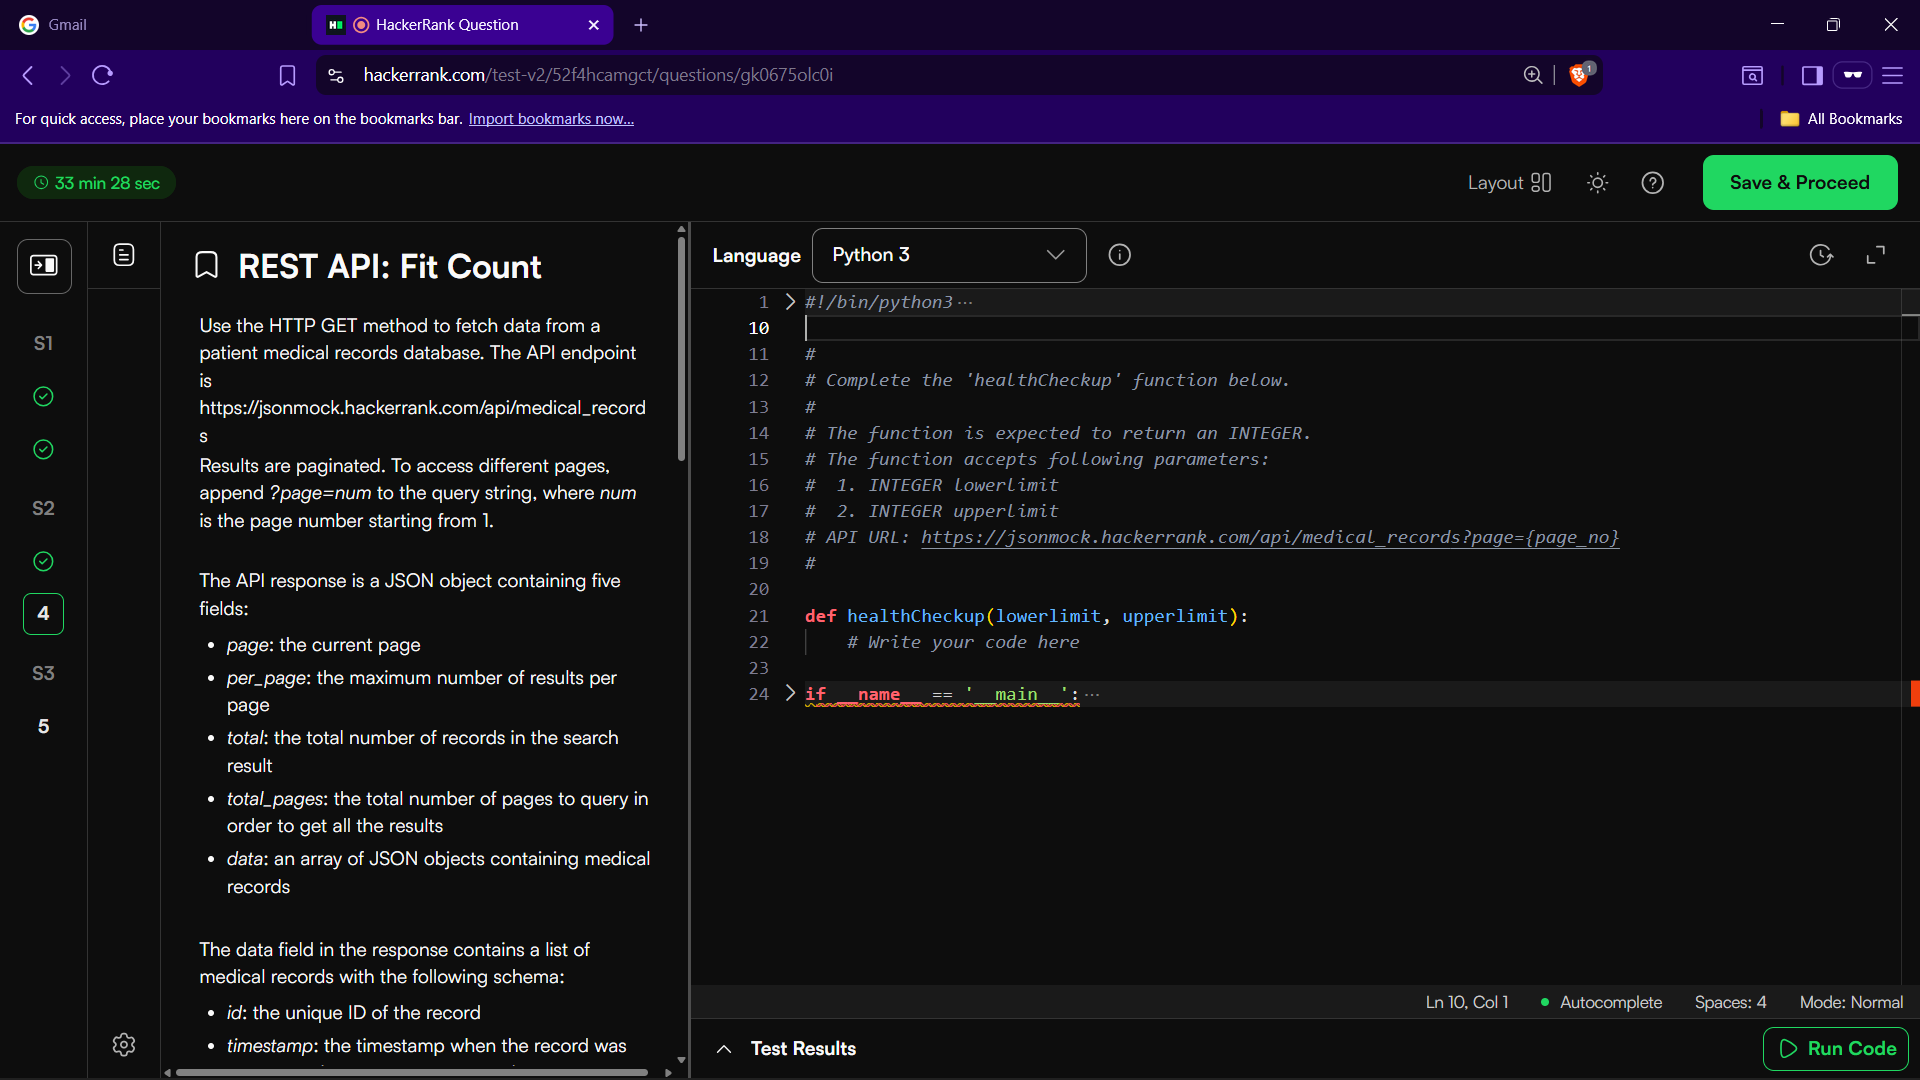 Gmail
HackerRank Question
hackerrank.com/test-v2/52f4hcamgct/questions/gk0675olc0i
1
For quick access, place your bookmarks here on the bookmarks bar. Import bookmarks now...
All Bookmarks
33 min 28 sec
Layout
Save & Proceed
S1
S2
4
S3
5
REST API: Fit Count
Use the HTTP GET method to fetch data from a
patient medical records database. The API endpoint
is
https://jsonmock.hackerrank.com/api/medical_record
s
Results are paginated. To access different pages,
append ?page=num to the query string, where num
is the page number starting from 1.
The API response is a JSON object containing five
fields:
• page: the current page
• per_page: the maximum number of results per
page
• total: the total number of records in the search
result
• total_pages: the total number of pages to query in
order to get all the results
• data: an array of JSON objects containing medical
records
The data field in the response contains a list of
medical records with the following schema:
• id: the unique ID of the record
• timestamp: the timestamp when the record was
Language
Python 3
1 #!/bin/python3 ···
10
11 #
12 # Complete the 'healthCheckup' function below.
13 #
14 # The function is expected to return an INTEGER.
15 # The function accepts following parameters:
16 #  1. INTEGER lowerlimit
17 #  2. INTEGER upperlimit
18 # API URL: https://jsonmock.hackerrank.com/api/medical_records?page={page_no}
19 #
20
21 def healthCheckup(lowerlimit, upperlimit):
22     # Write your code here
23
24 if __name__ == '__main__': ···
Ln 10, Col 1
Autocomplete
Spaces: 4
Mode: Normal
Test Results
Run Code